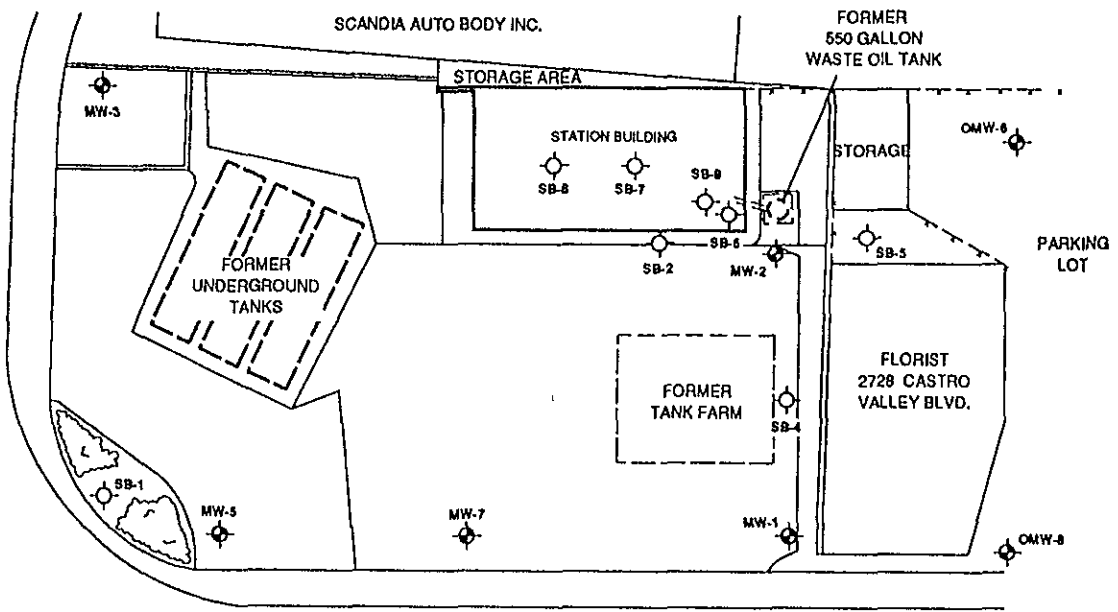 SCANDIA AUTO BODY INC.
FORMER
550 GALLON
WASTE OIL TANK
STORAGE AREA
MW-3
STATION BUILDING
SB-6
SB-7
SB-9
SB-6
STORAGE
OMW-6
SB-2
MW-2
SB-5
PARKING
LOT
FORMER
UNDERGROUND
TANKS
FORMER
TANK FARM
SB-4
FLORIST
2728 CASTRO
VALLEY BLVD.
SB-1
MW-5
MW-7
MW-1
OMW-8